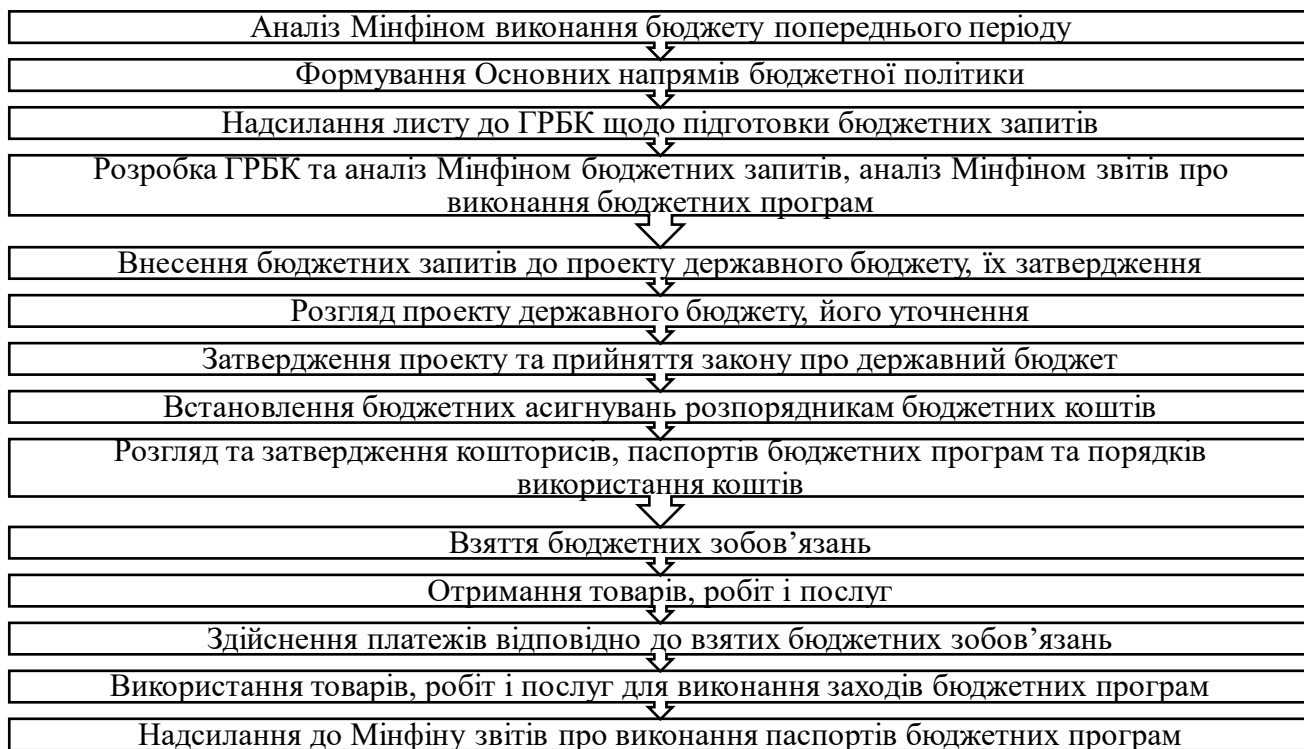 Аналіз Мінфіном виконання бюджету попереднього періоду
Формування Основних напрямів бюджетної політики
Надсилання листу до ГРБК щодо підготовки бюджетних запитів
Розробка ГРБК та аналіз Мінфіном бюджетних запитів, аналіз Мінфіном звітів про
виконання бюджетних програм
Внесення бюджетних запитів до проекту державного бюджету, їх затвердження
Розгляд проекту державного бюджету, його уточнення
Затвердження проекту та прийняття закону про державний бюджет
Встановлення бюджетних асигнувань розпорядникам бюджетних коштів
Розгляд та затвердження кошторисів, паспортів бюджетних програм та порядків
використання коштів
Взяття бюджетних зобов’язань
Отримання товарів, робіт і послуг
Здійснення платежів відповідно до взятих бюджетних зобов’язань
Використання товарів, робіт і послуг для виконання заходів бюджетних програм
Надсилання до Мінфіну звітів про виконання паспортів бюджетних програм